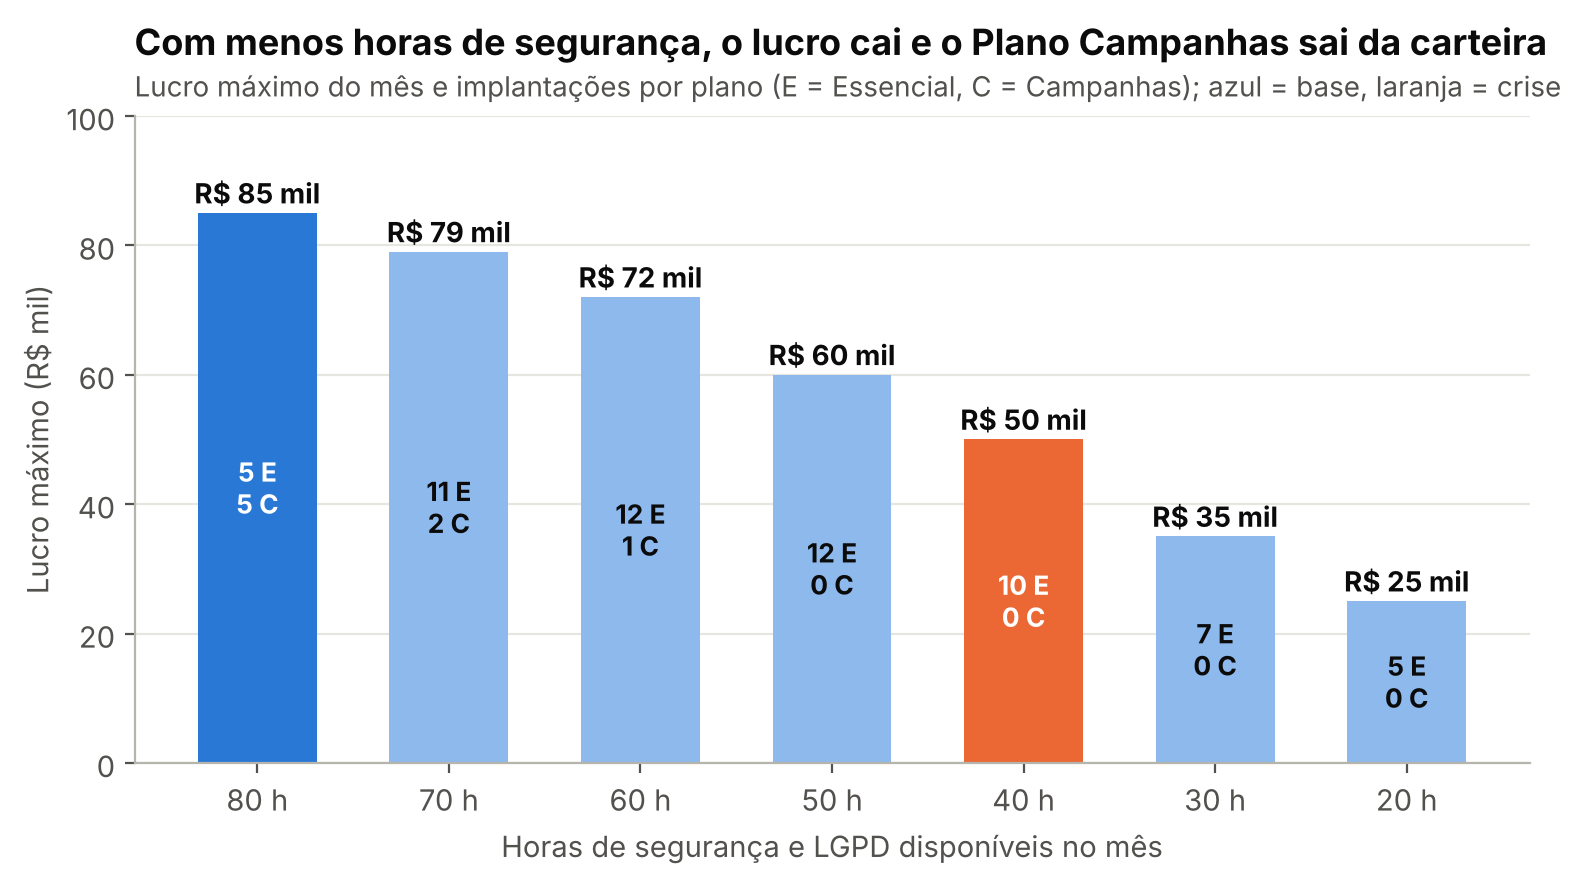 Com menos horas de segurança, o lucro cai e o Plano Campanhas sai da carteira
Lucro máximo do mês e implantações por plano (E = Essencial, C = Campanhas); azul = base, laranja = crise
Lucro máximo (R$ mil)
100
80
60
40
20
0
R$ 85 mil
5 E
5 C
R$ 79 mil
11 E
2 C
R$ 72 mil
12 E
1 C
R$ 60 mil
12 E
0 C
R$ 50 mil
10 E
0 C
R$ 35 mil
7 E
0 C
R$ 25 mil
5 E
0 C
80 h
70 h
60 h
50 h
40 h
30 h
20 h
Horas de segurança e LGPD disponíveis no mês